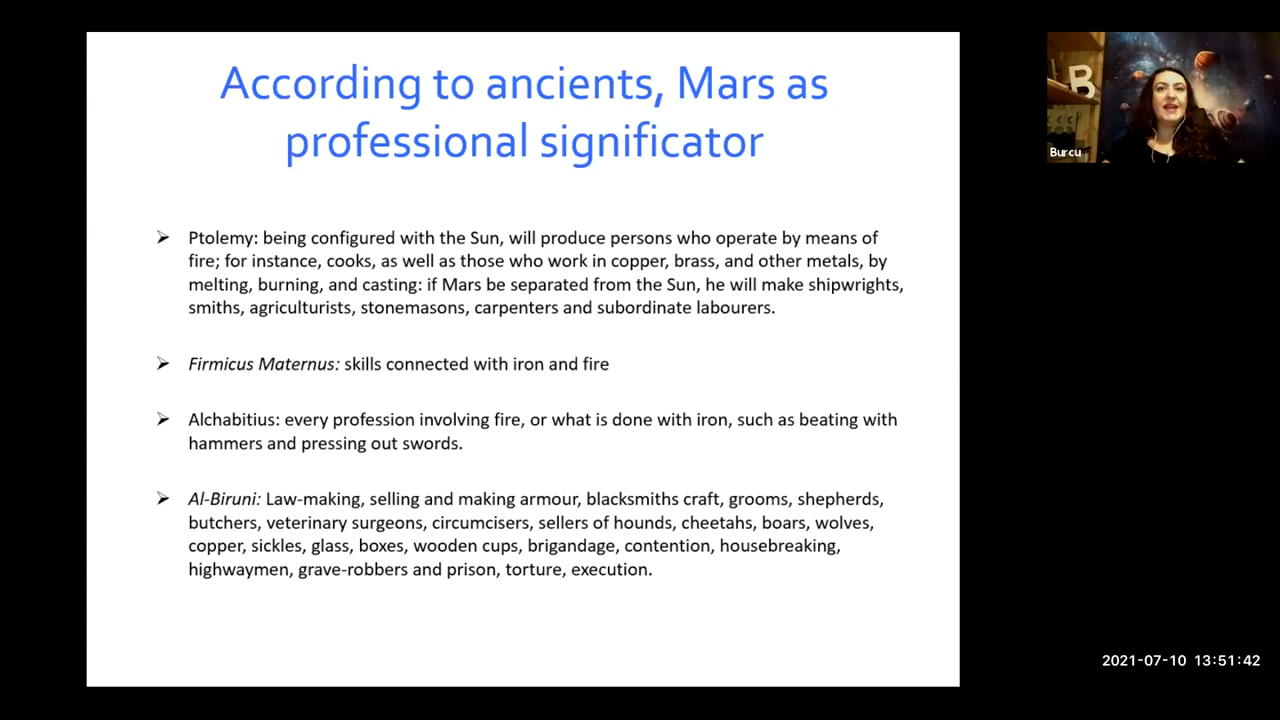 According to ancients, Mars as
professional significator
➢ Ptolemy: being configured with the Sun, will produce persons who operate by means of
fire; for instance, cooks, as well as those who work in copper, brass, and other metals, by
melting, burning, and casting: if Mars be separated from the Sun, he will make shipwrights,
smiths, agriculturists, stonemasons, carpenters and subordinate labourers.
➢ Firmicus Maternus: skills connected with iron and fire
➢ Alchabitius: every profession involving fire, or what is done with iron, such as beating with
hammers and pressing out swords.
➢ Al-Biruni: Law-making, selling and making armour, blacksmiths craft, grooms, shepherds,
butchers, veterinary surgeons, circumcisers, sellers of hounds, cheetahs, boars, wolves,
copper, sickles, glass, boxes, wooden cups, brigandage, contention, housebreaking,
highwaymen, grave-robbers and prison, torture, execution.
B
Burcu
2021-07-10 13:51:42